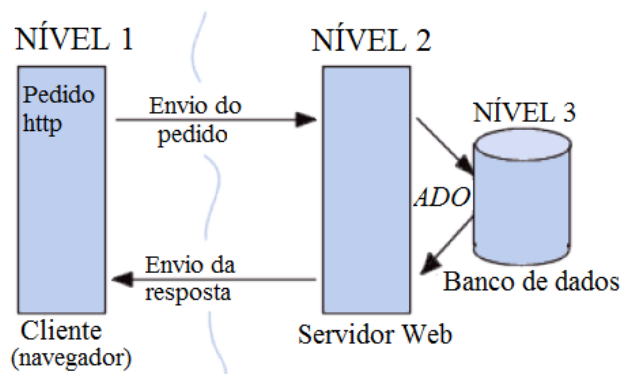 NÍVEL 1
Pedido
http
Cliente
(navegador)
Envio do
pedido
Envio da
resposta
NÍVEL 2
Servidor Web
ADO
NÍVEL 3
Banco de dados